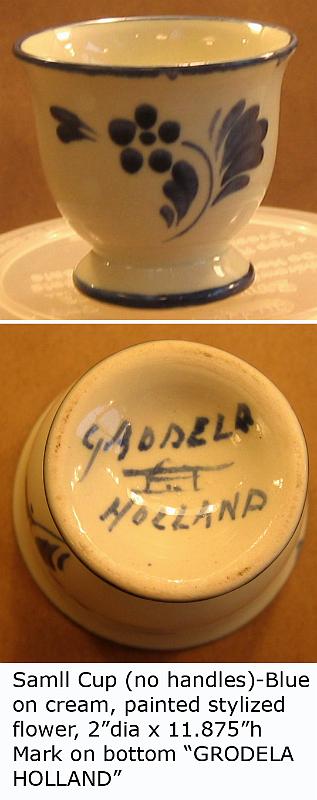 GRODELA
HOLLAND
Samll Cup (no handles)-Blue
on cream, painted stylized
flower, 2”dia x 11.875”h
Mark on bottom “GRODELA
HOLLAND”